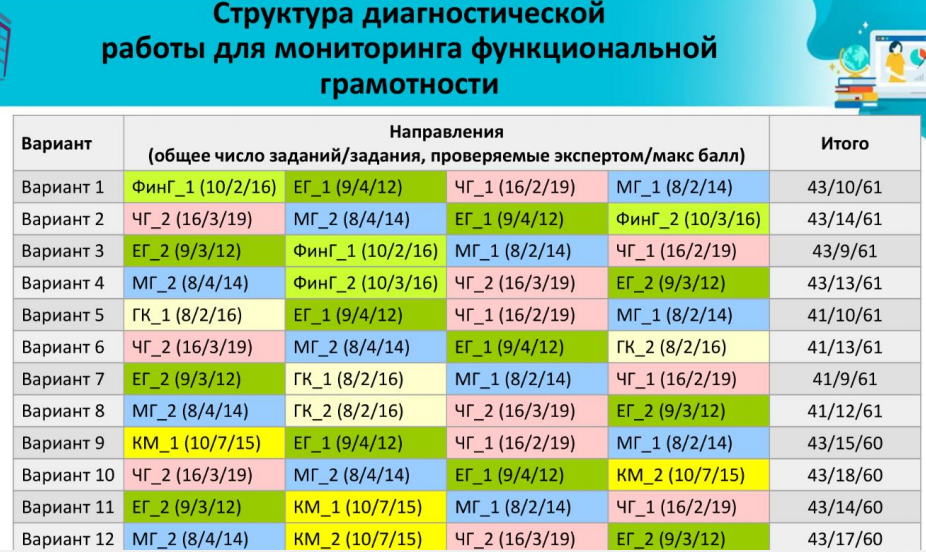 Структура диагностической
работы для мониторинга функциональной
грамотности
Вариант Направления Итого
(общее число заданий/задания, проверяемые экспертом/макс балл)
Вариант 1 ФинГ_1 (10/2/16) ЕГ_1 (9/4/12) ЧГ_1 (16/2/19) МГ_1 (8/2/14) 43/10/61
Вариант 2 ЧГ_2 (16/3/19) МГ_2 (8/4/14) ЕГ_1 (9/4/12) ФинГ_2 (10/3/16) 43/14/61
Вариант 3 ЕГ_2 (9/3/12) ФинГ_1 (10/2/16) МГ_1 (8/2/14) ЧГ_1 (16/2/19) 43/9/61
Вариант 4 МГ_2 (8/4/14) ФинГ_2 (10/3/16) ЧГ_2 (16/3/19) ЕГ_2 (9/3/12) 43/13/61
Вариант 5 ГК_1 (8/2/16) ЕГ_1 (9/4/12) ЧГ_1 (16/2/19) МГ_1 (8/2/14) 41/10/61
Вариант 6 ЧГ_2 (16/3/19) МГ_2 (8/4/14) ЕГ_1 (9/4/12) ГК_2 (8/2/16) 41/13/61
Вариант 7 ЕГ_2 (9/3/12) ГК_1 (8/2/16) МГ_1 (8/2/14) ЧГ_1 (16/2/19) 41/9/61
Вариант 8 МГ_2 (8/4/14) ГК_2 (8/2/16) ЧГ_2 (16/3/19) ЕГ_2 (9/3/12) 41/12/61
Вариант 9 КМ_1 (10/7/15) ЕГ_1 (9/4/12) ЧГ_1 (16/2/19) МГ_1 (8/2/14) 43/15/60
Вариант 10 ЧГ_2 (16/3/19) МГ_2 (8/4/14) ЕГ_1 (9/4/12) КМ_2 (10/7/15) 43/18/60
Вариант 11 ЕГ_2 (9/3/12) КМ_1 (10/7/15) МГ_1 (8/2/14) ЧГ_1 (16/2/19) 43/14/60
Вариант 12 МГ_2 (8/4/14) КМ_2 (10/7/15) ЧГ_2 (16/3/19) ЕГ_2 (9/3/12) 43/17/60